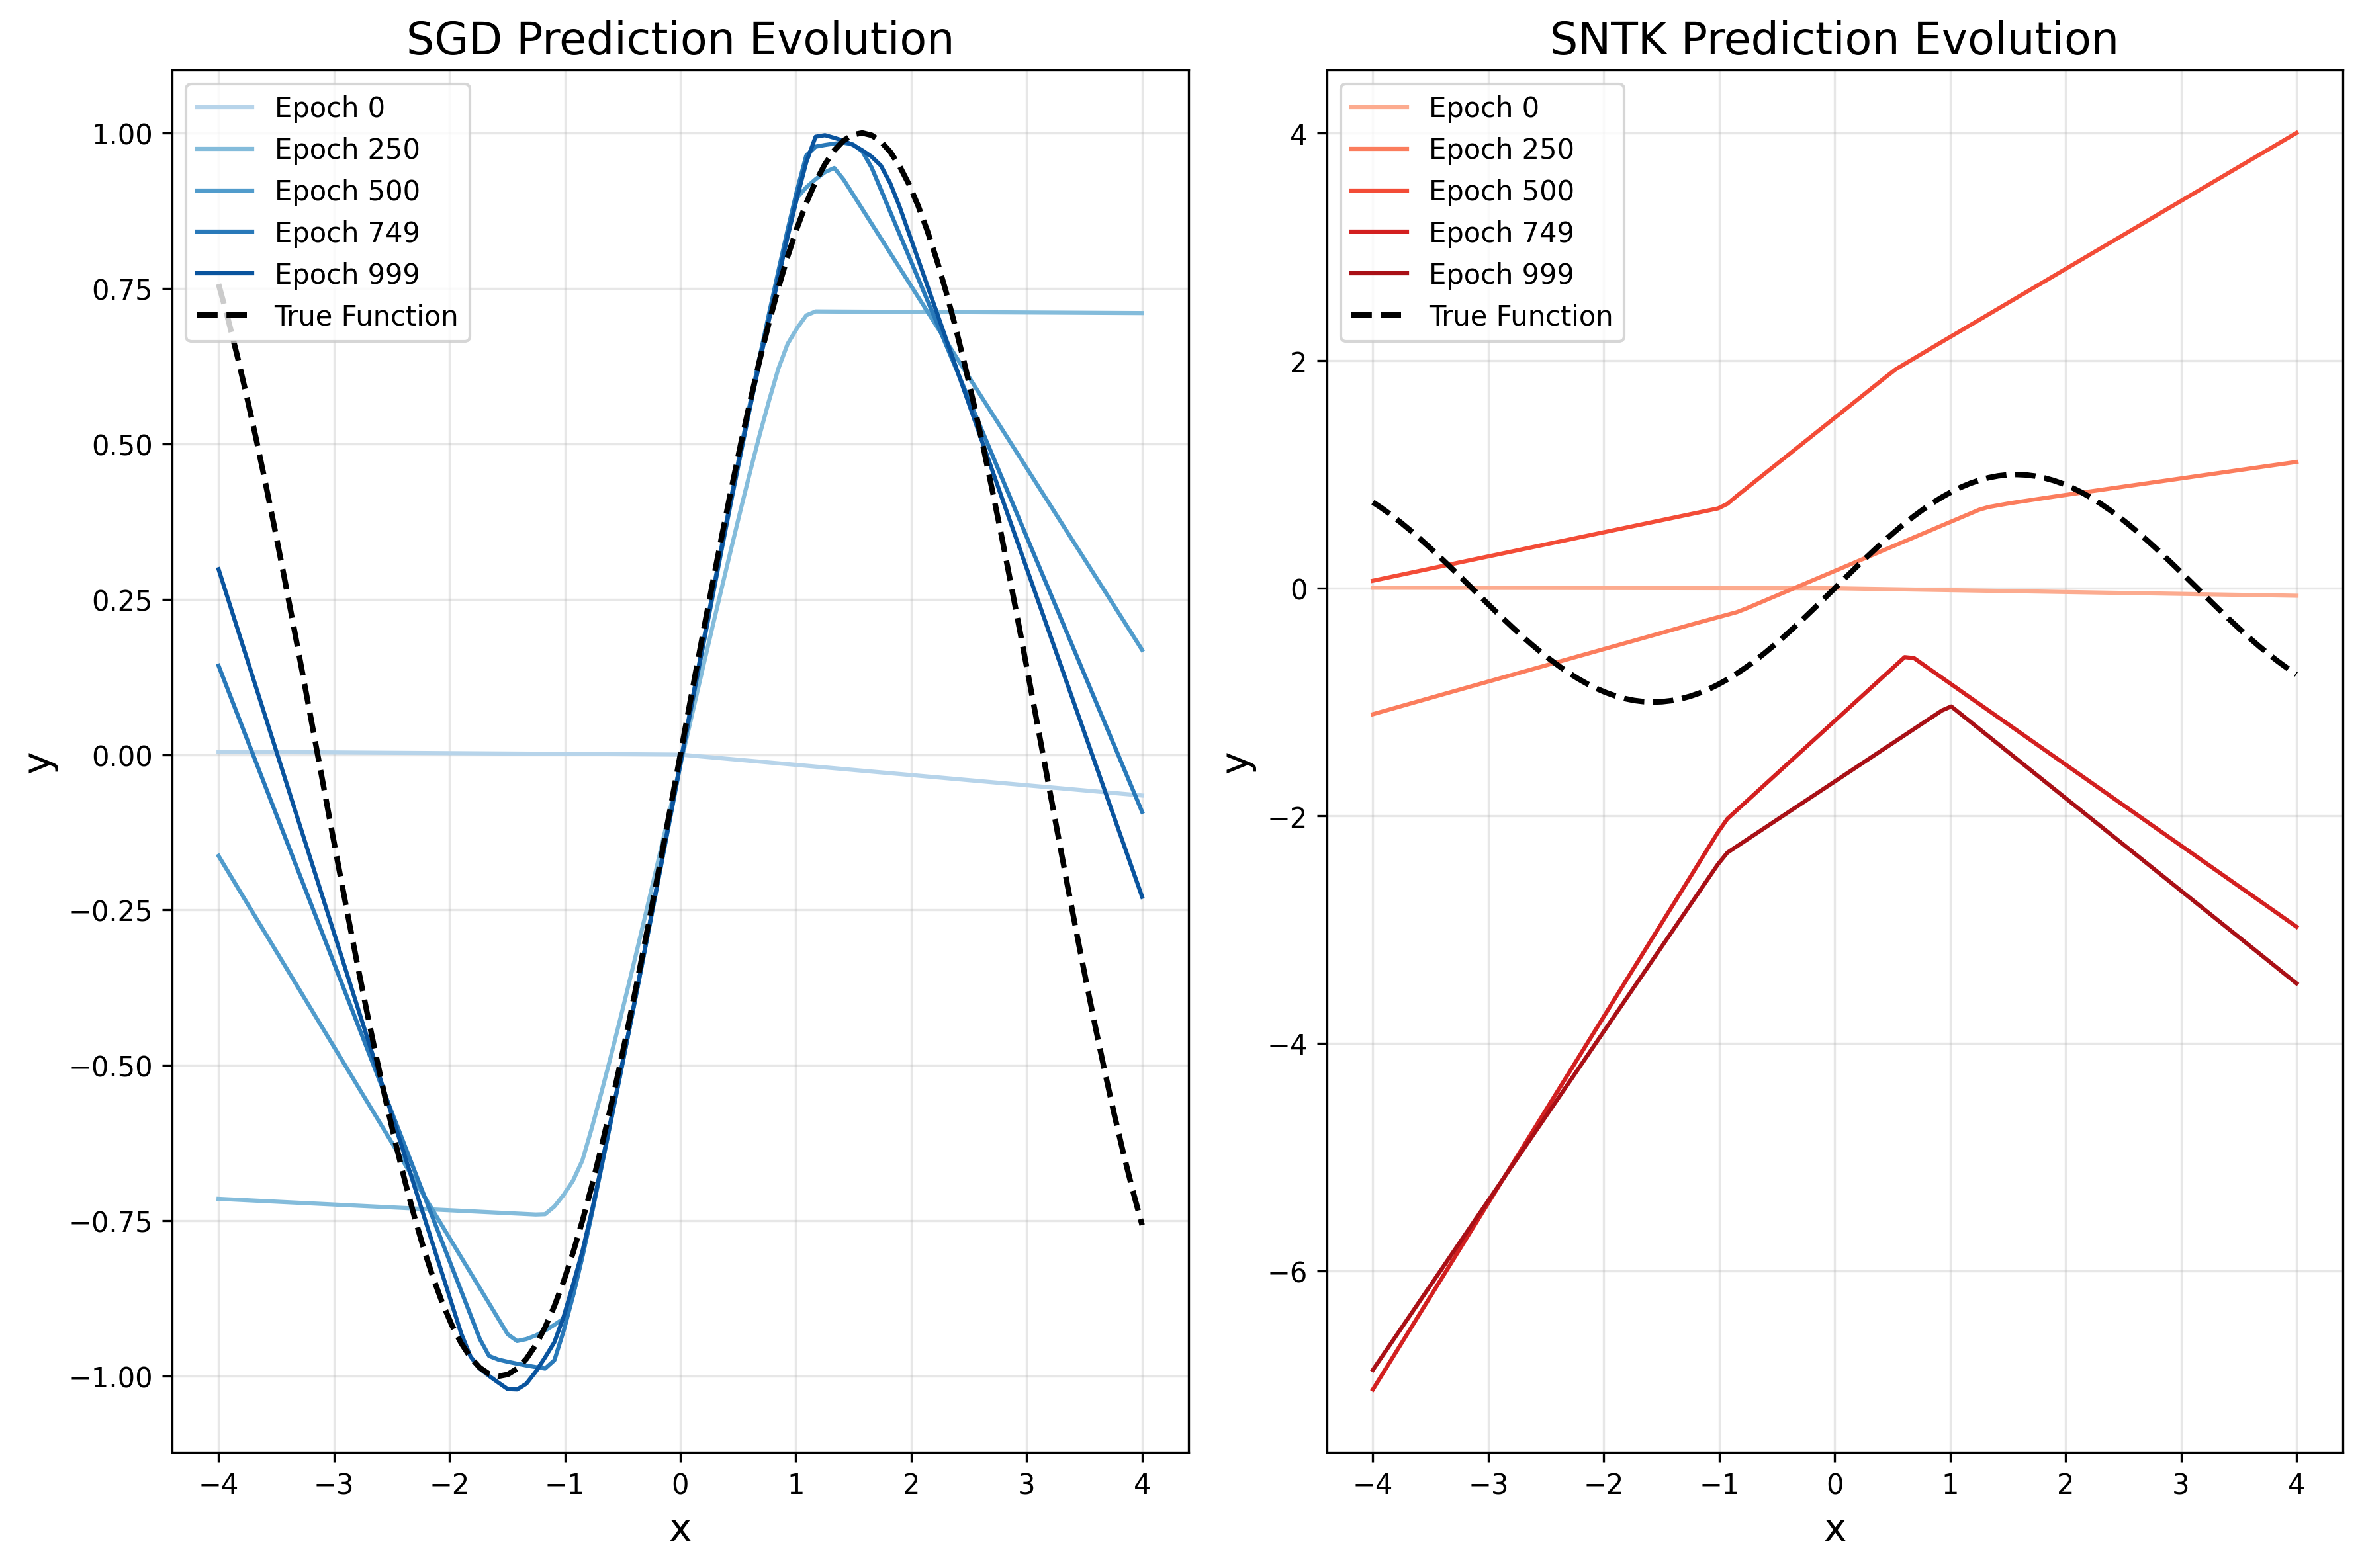 SGD Prediction Evolution
Epoch 0
Epoch 250
Epoch 500
Epoch 749
Epoch 999
True Function
1.00
0.75
0.50
0.25
0.00
−0.25
−0.50
−0.75
−1.00
y
−4 −3 −2 −1 0 1 2 3 4
x
SNTK Prediction Evolution
Epoch 0
Epoch 250
Epoch 500
Epoch 749
Epoch 999
True Function
4
2
0
−2
−4
−6
y
−4 −3 −2 −1 0 1 2 3 4
x